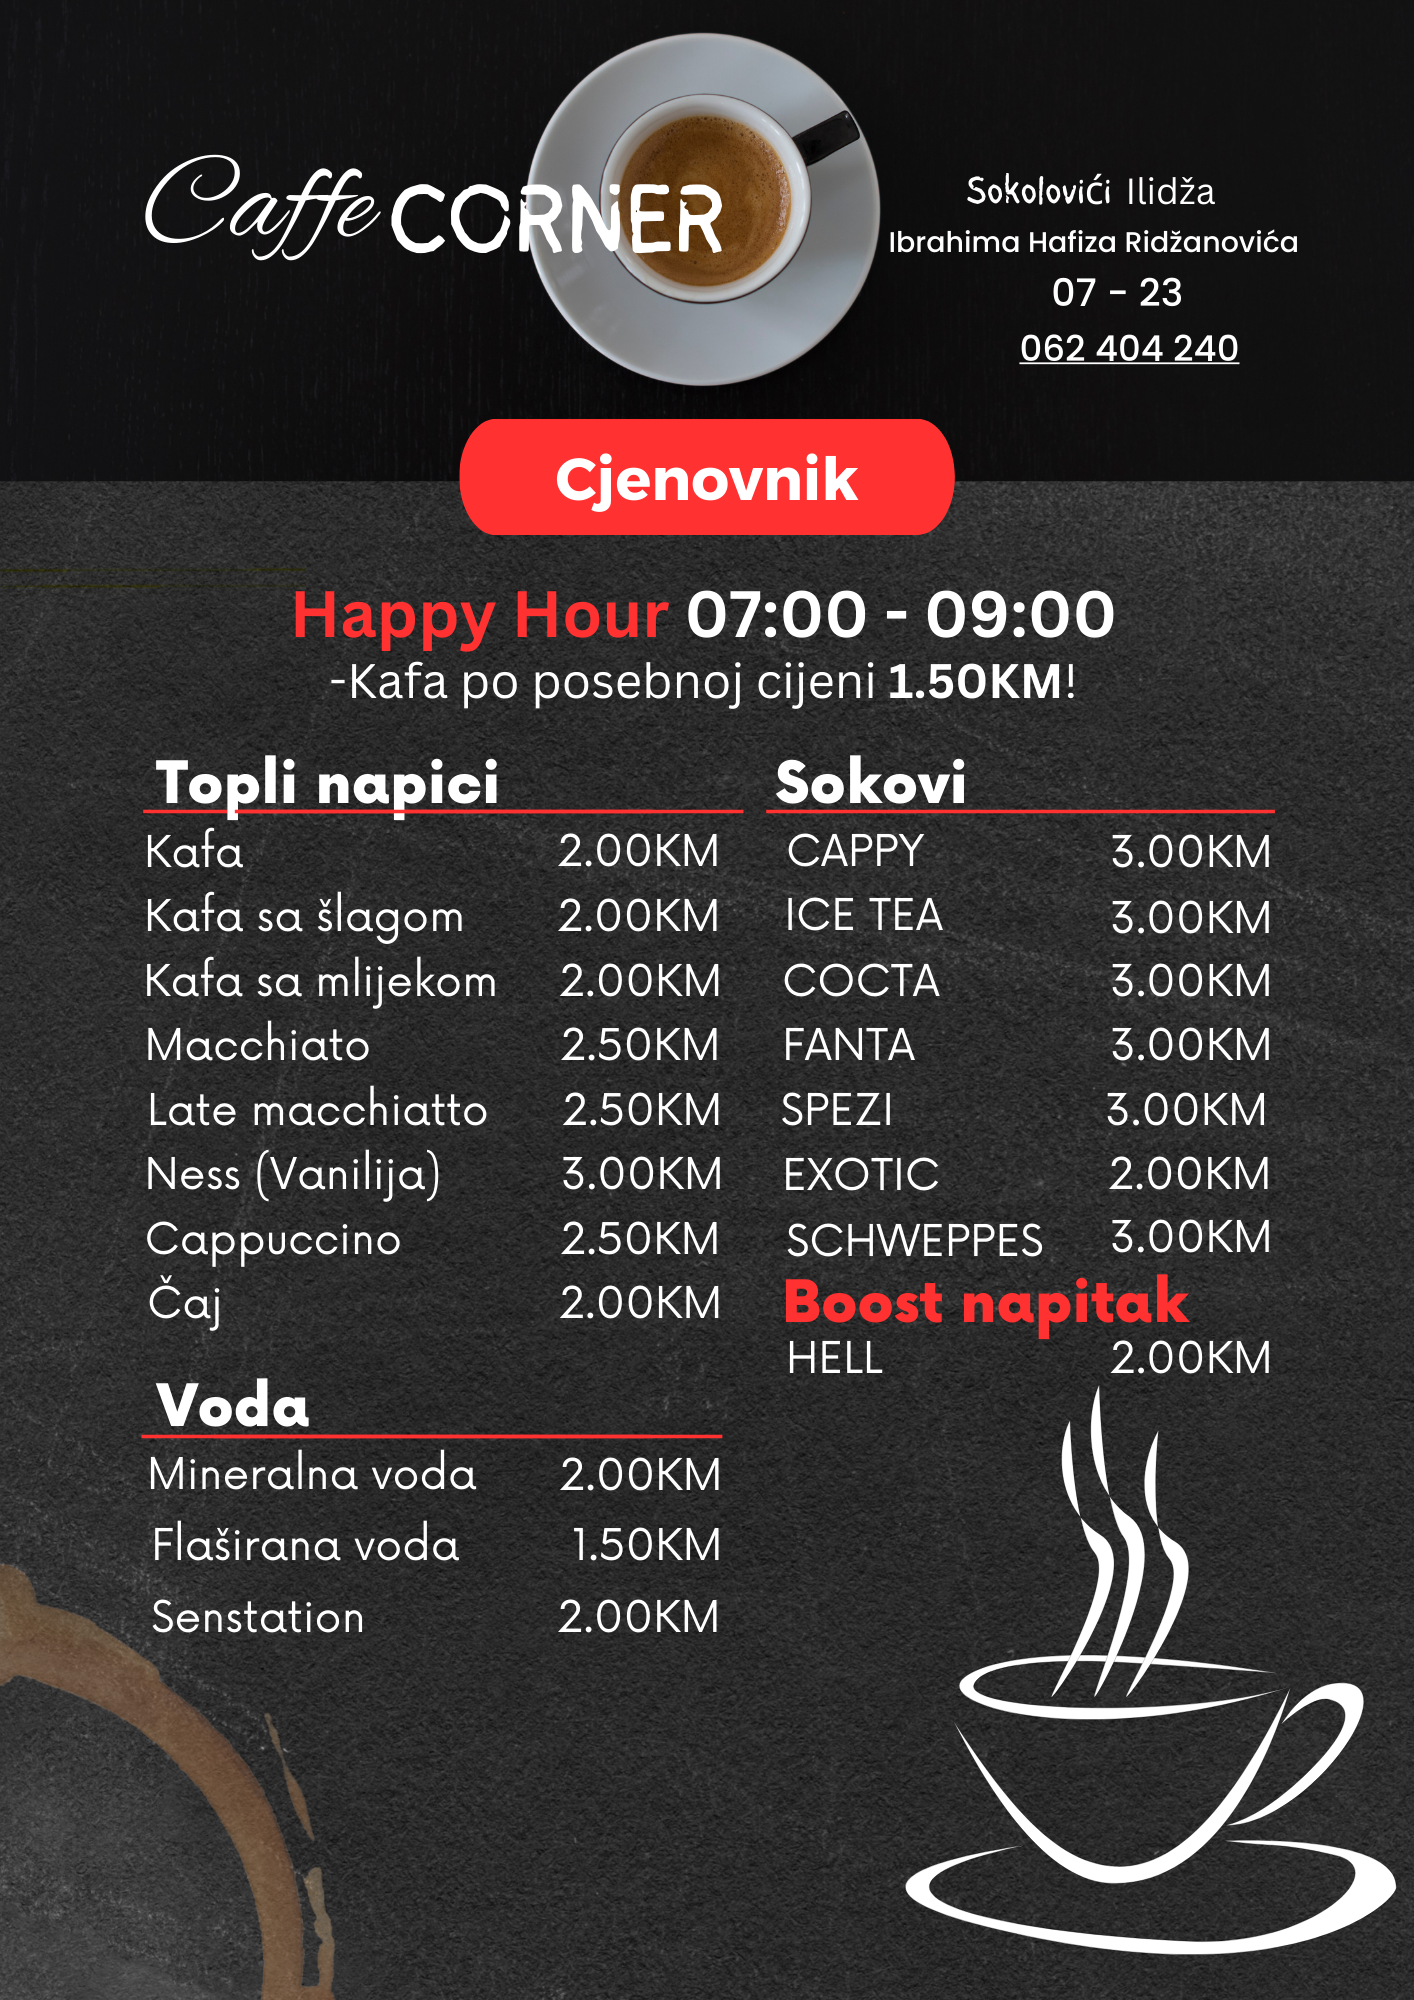 Caffe CORNER
Sokolovići Ilidža
Ibrahima Hafiza Ridžanovića
07 - 23
062 404 240
Cjenovnik
Happy Hour 07:00 - 09:00
-Kafa po posebnoj cijeni 1.50KM!
Topli napici
Kafa 2.00KM
Kafa sa šlagom 2.00KM
Kafa sa mlijekom 2.00KM
Macchiato 2.50KM
Late macchiatto 2.50KM
Ness (Vanilija) 3.00KM
Cappuccino 2.50KM
Čaj 2.00KM
Voda
Mineralna voda 2.00KM
Flaširana voda 1.50KM
Senstation 2.00KM
Sokovi
CAPPY 3.00KM
ICE TEA 3.00KM
COCTA 3.00KM
FANTA 3.00KM
SPEZI 3.00KM
EXOTIC 2.00KM
SCHWEPPES 3.00KM
Boost napitak
HELL 2.00KM